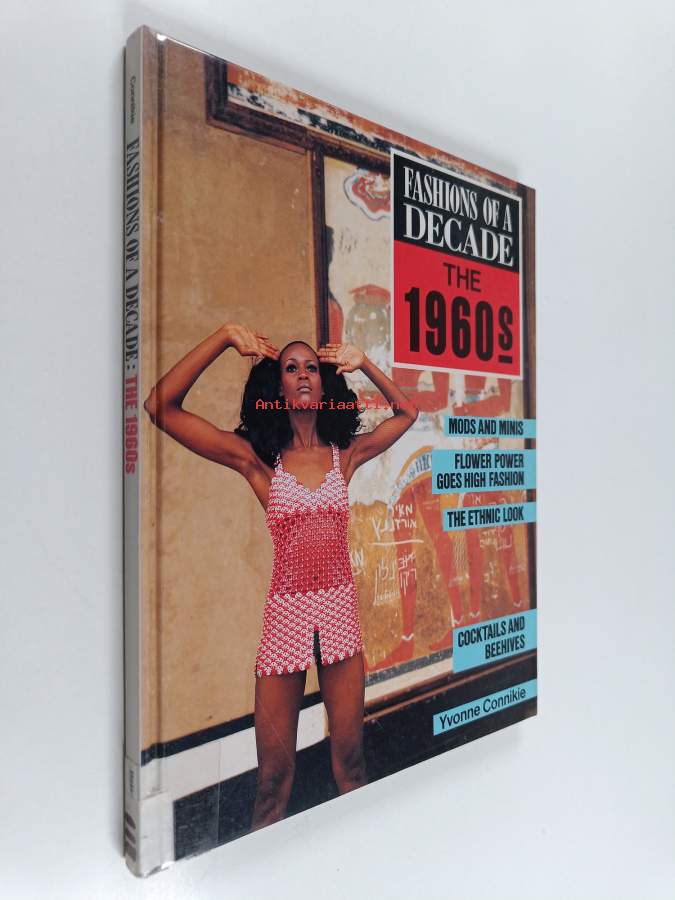 Connikie
FASHIONS OF A DECADE: THE 1960s
FASHIONS OF A
DECADE
THE
1960s
Antikvariaatti.net
MODS AND MINIS
FLOWER POWER
GOES HIGH FASHION
THE ETHNIC LOOK
COCKTAILS AND
BEEHIVES
Yvonne Connikie